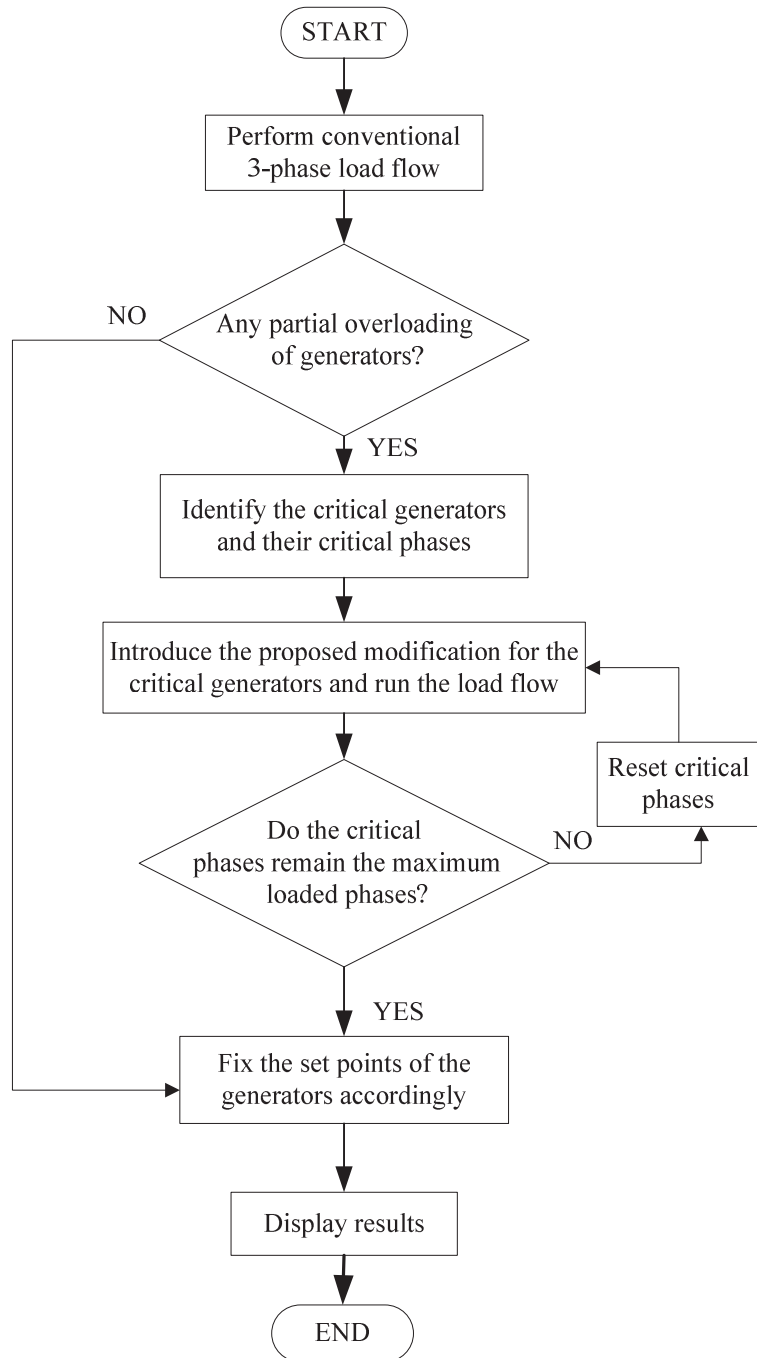 START
Perform conventional
3-phase load flow
NO
Any partial overloading
of generators?
YES
Identify the critical generators
and their critical phases
Introduce the proposed modification for the
critical generators and run the load flow
Reset critical
phases
Do the critical
phases remain the maximum
loaded phases?
NO
YES
Fix the set points of the
generators accordingly
Display results
END